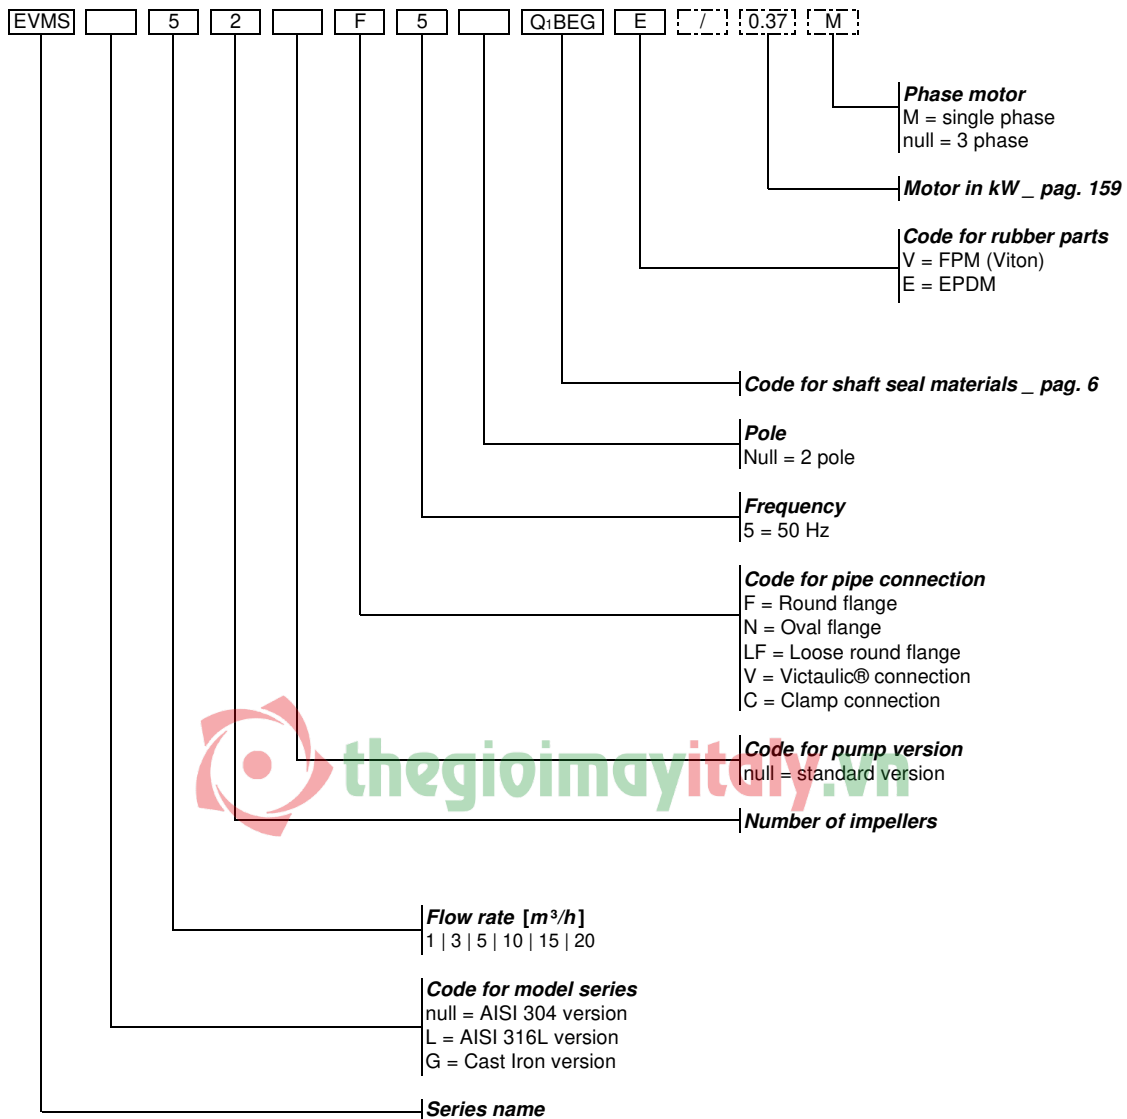 EVMS 5 2 F 5 Q1BEG E / 0.37 M
Phase motor
M = single phase
null = 3 phase
Motor in kW _ pag. 159
Code for rubber parts
V = FPM (Viton)
E = EPDM
Code for shaft seal materials _ pag. 6
Pole
Null = 2 pole
Frequency
5 = 50 Hz
Code for pipe connection
F = Round flange
N = Oval flange
LF = Loose round flange
V = Victaulic® connection
C = Clamp connection
Code for pump version
null = standard version
thegioimayitaly.vn
Number of impellers
Flow rate [m³/h]
1 | 3 | 5 | 10 | 15 | 20
Code for model series
null = AISI 304 version
L = AISI 316L version
G = Cast Iron version
Series name